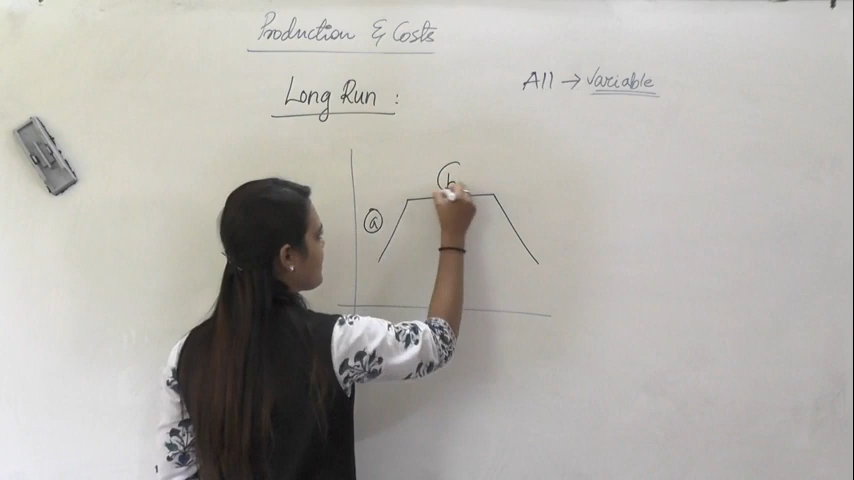 Production & Costs
Long Run :
All → Variable
ⓐ